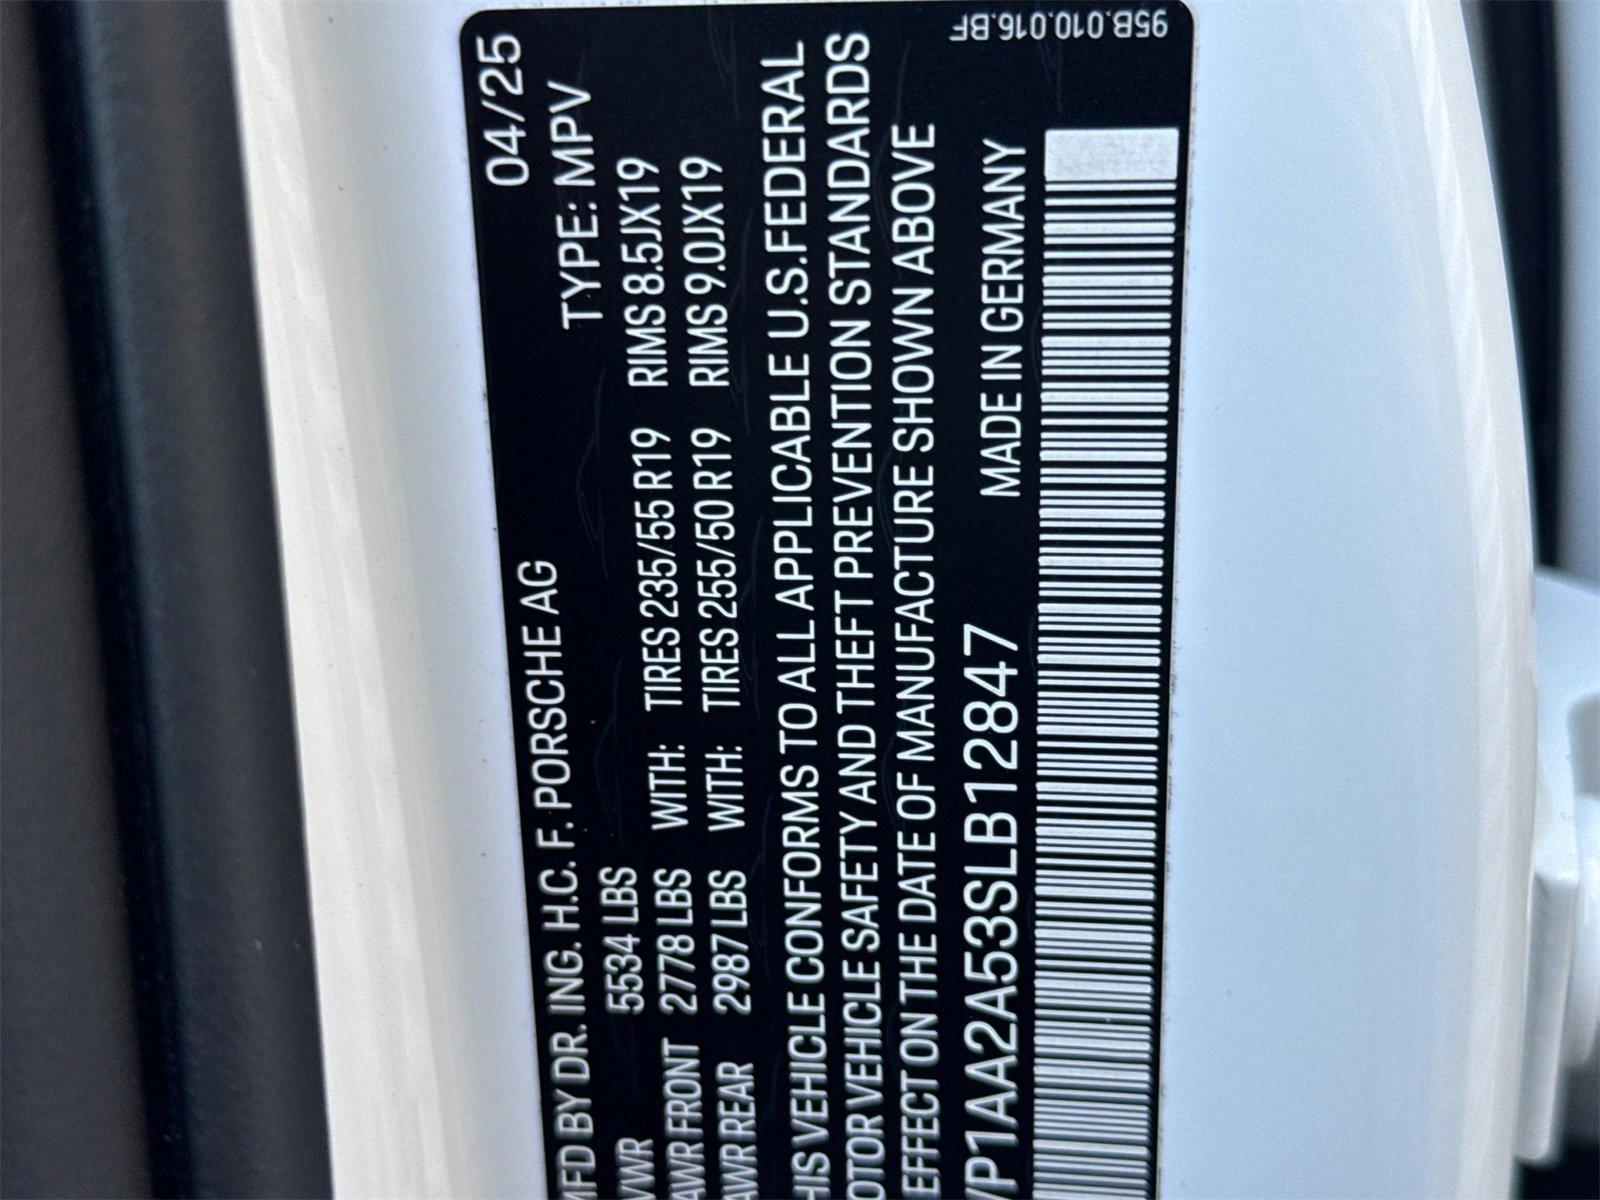 MFD BY DR. ING. H.C. F. PORSCHE AG 04/25
VWR 5534 LBS TYPE: MPV
AWR FRONT 2778 LBS WITH: TIRES 235/55 R19 RIMS 8.5JX19
AWR REAR 2987 LBS WITH: TIRES 255/50 R19 RIMS 9.0JX19
HIS VEHICLE CONFORMS TO ALL APPLICABLE U.S.FEDERAL
OTOR VEHICLE SAFETY AND THEFT PREVENTION STANDARDS
EFFECT ON THE DATE OF MANUFACTURE SHOWN ABOVE
VP1AA2A53SLB12847 MADE IN GERMANY
95B.010.016.BF